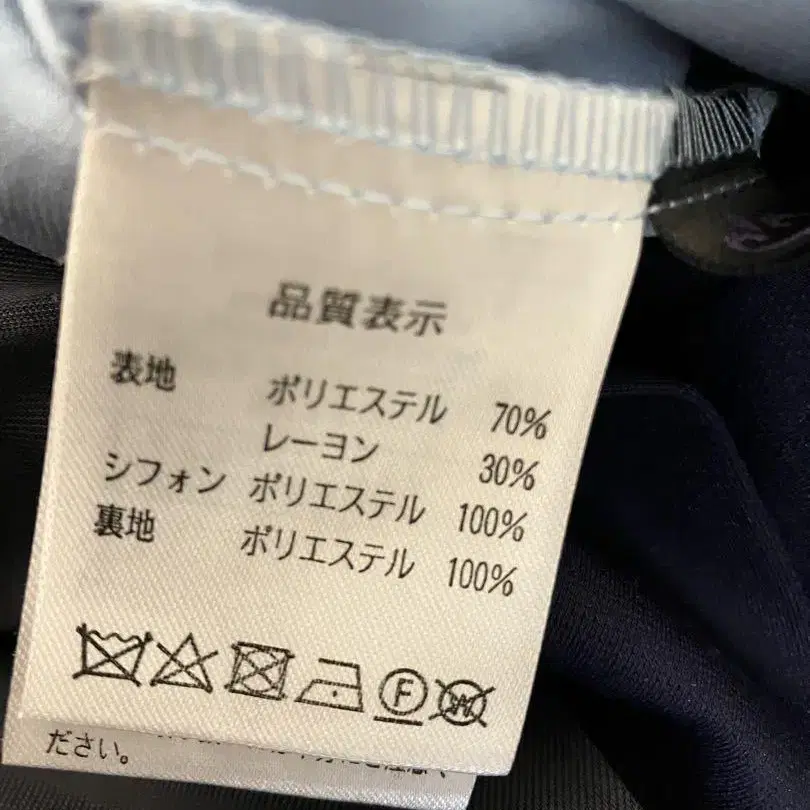 品質表示
表地 ポリエステル 70%
レーヨン 30%
シフォン ポリエステル 100%
裏地 ポリエステル 100%
F W
ださい。